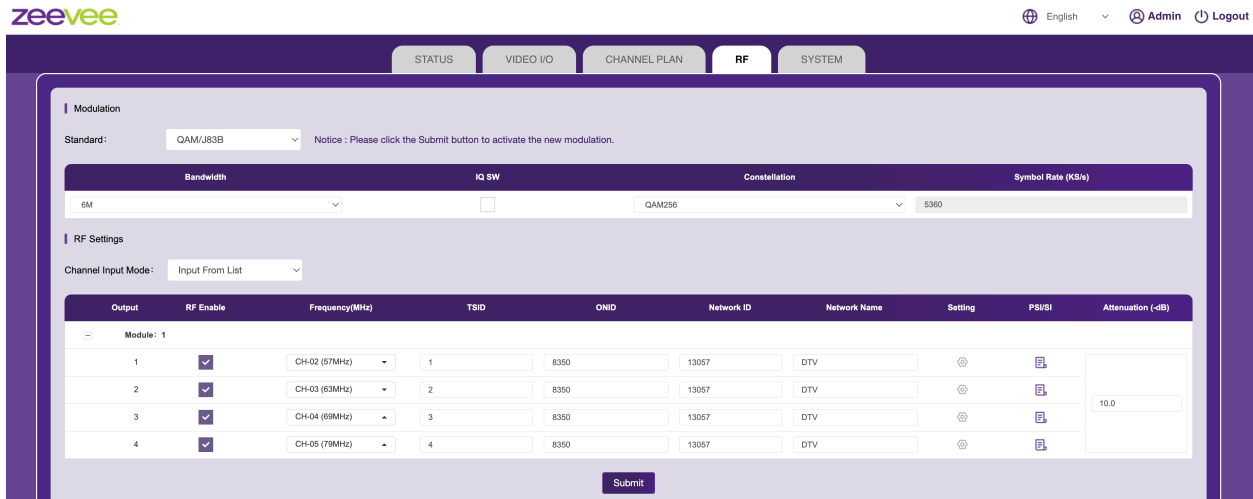 zeevee
English Admin Logout
STATUS VIDEO I/O CHANNEL PLAN RF SYSTEM
Modulation
Standard: QAM/J83B Notice : Please click the Submit button to activate the new modulation.
Bandwidth IQ SW Constellation Symbol Rate (KS/s)
6M QAM256 5360
RF Settings
Channel Input Mode: Input From List
Output RF Enable Frequency(MHz) TSID ONID Network ID Network Name Setting PSI/SI Attenuation (-dB)
Module: 1
1 CH-02 (57MHz) 1 8350 13057 DTV
2 CH-03 (63MHz) 2 8350 13057 DTV
10.0
3 CH-04 (69MHz) 3 8350 13057 DTV
4 CH-05 (79MHz) 4 8350 13057 DTV
Submit